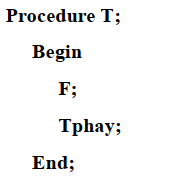 Procedure T;
Begin
F;
Tphay;
End;